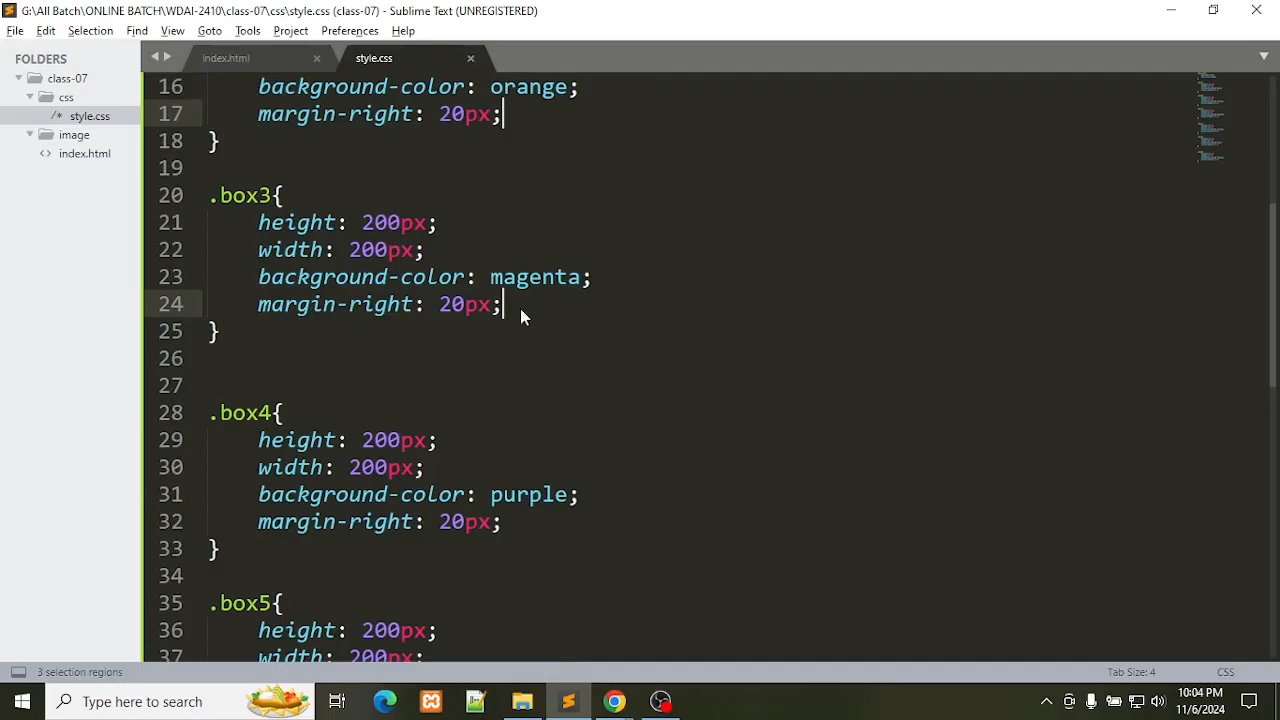 G:\All Batch\ONLINE BATCH\WDAI-2410\class-07\css\style.css (class-07) - Sublime Text (UNREGISTERED)
File Edit Selection Find View Goto Tools Project Preferences Help
FOLDERS
class-07
css
/* style.css
image
<> index.html
index.html × style.css ×
16 background-color: orange;
17 margin-right: 20px;
18 }
19
20 .box3{
21 height: 200px;
22 width: 200px;
23 background-color: magenta;
24 margin-right: 20px;
25 }
26
27
28 .box4{
29 height: 200px;
30 width: 200px;
31 background-color: purple;
32 margin-right: 20px;
33 }
34
35 .box5{
36 height: 200px;
37 width: 200px;
3 selection regions Tab Size: 4 CSS
Type here to search
10:04 PM
11/6/2024